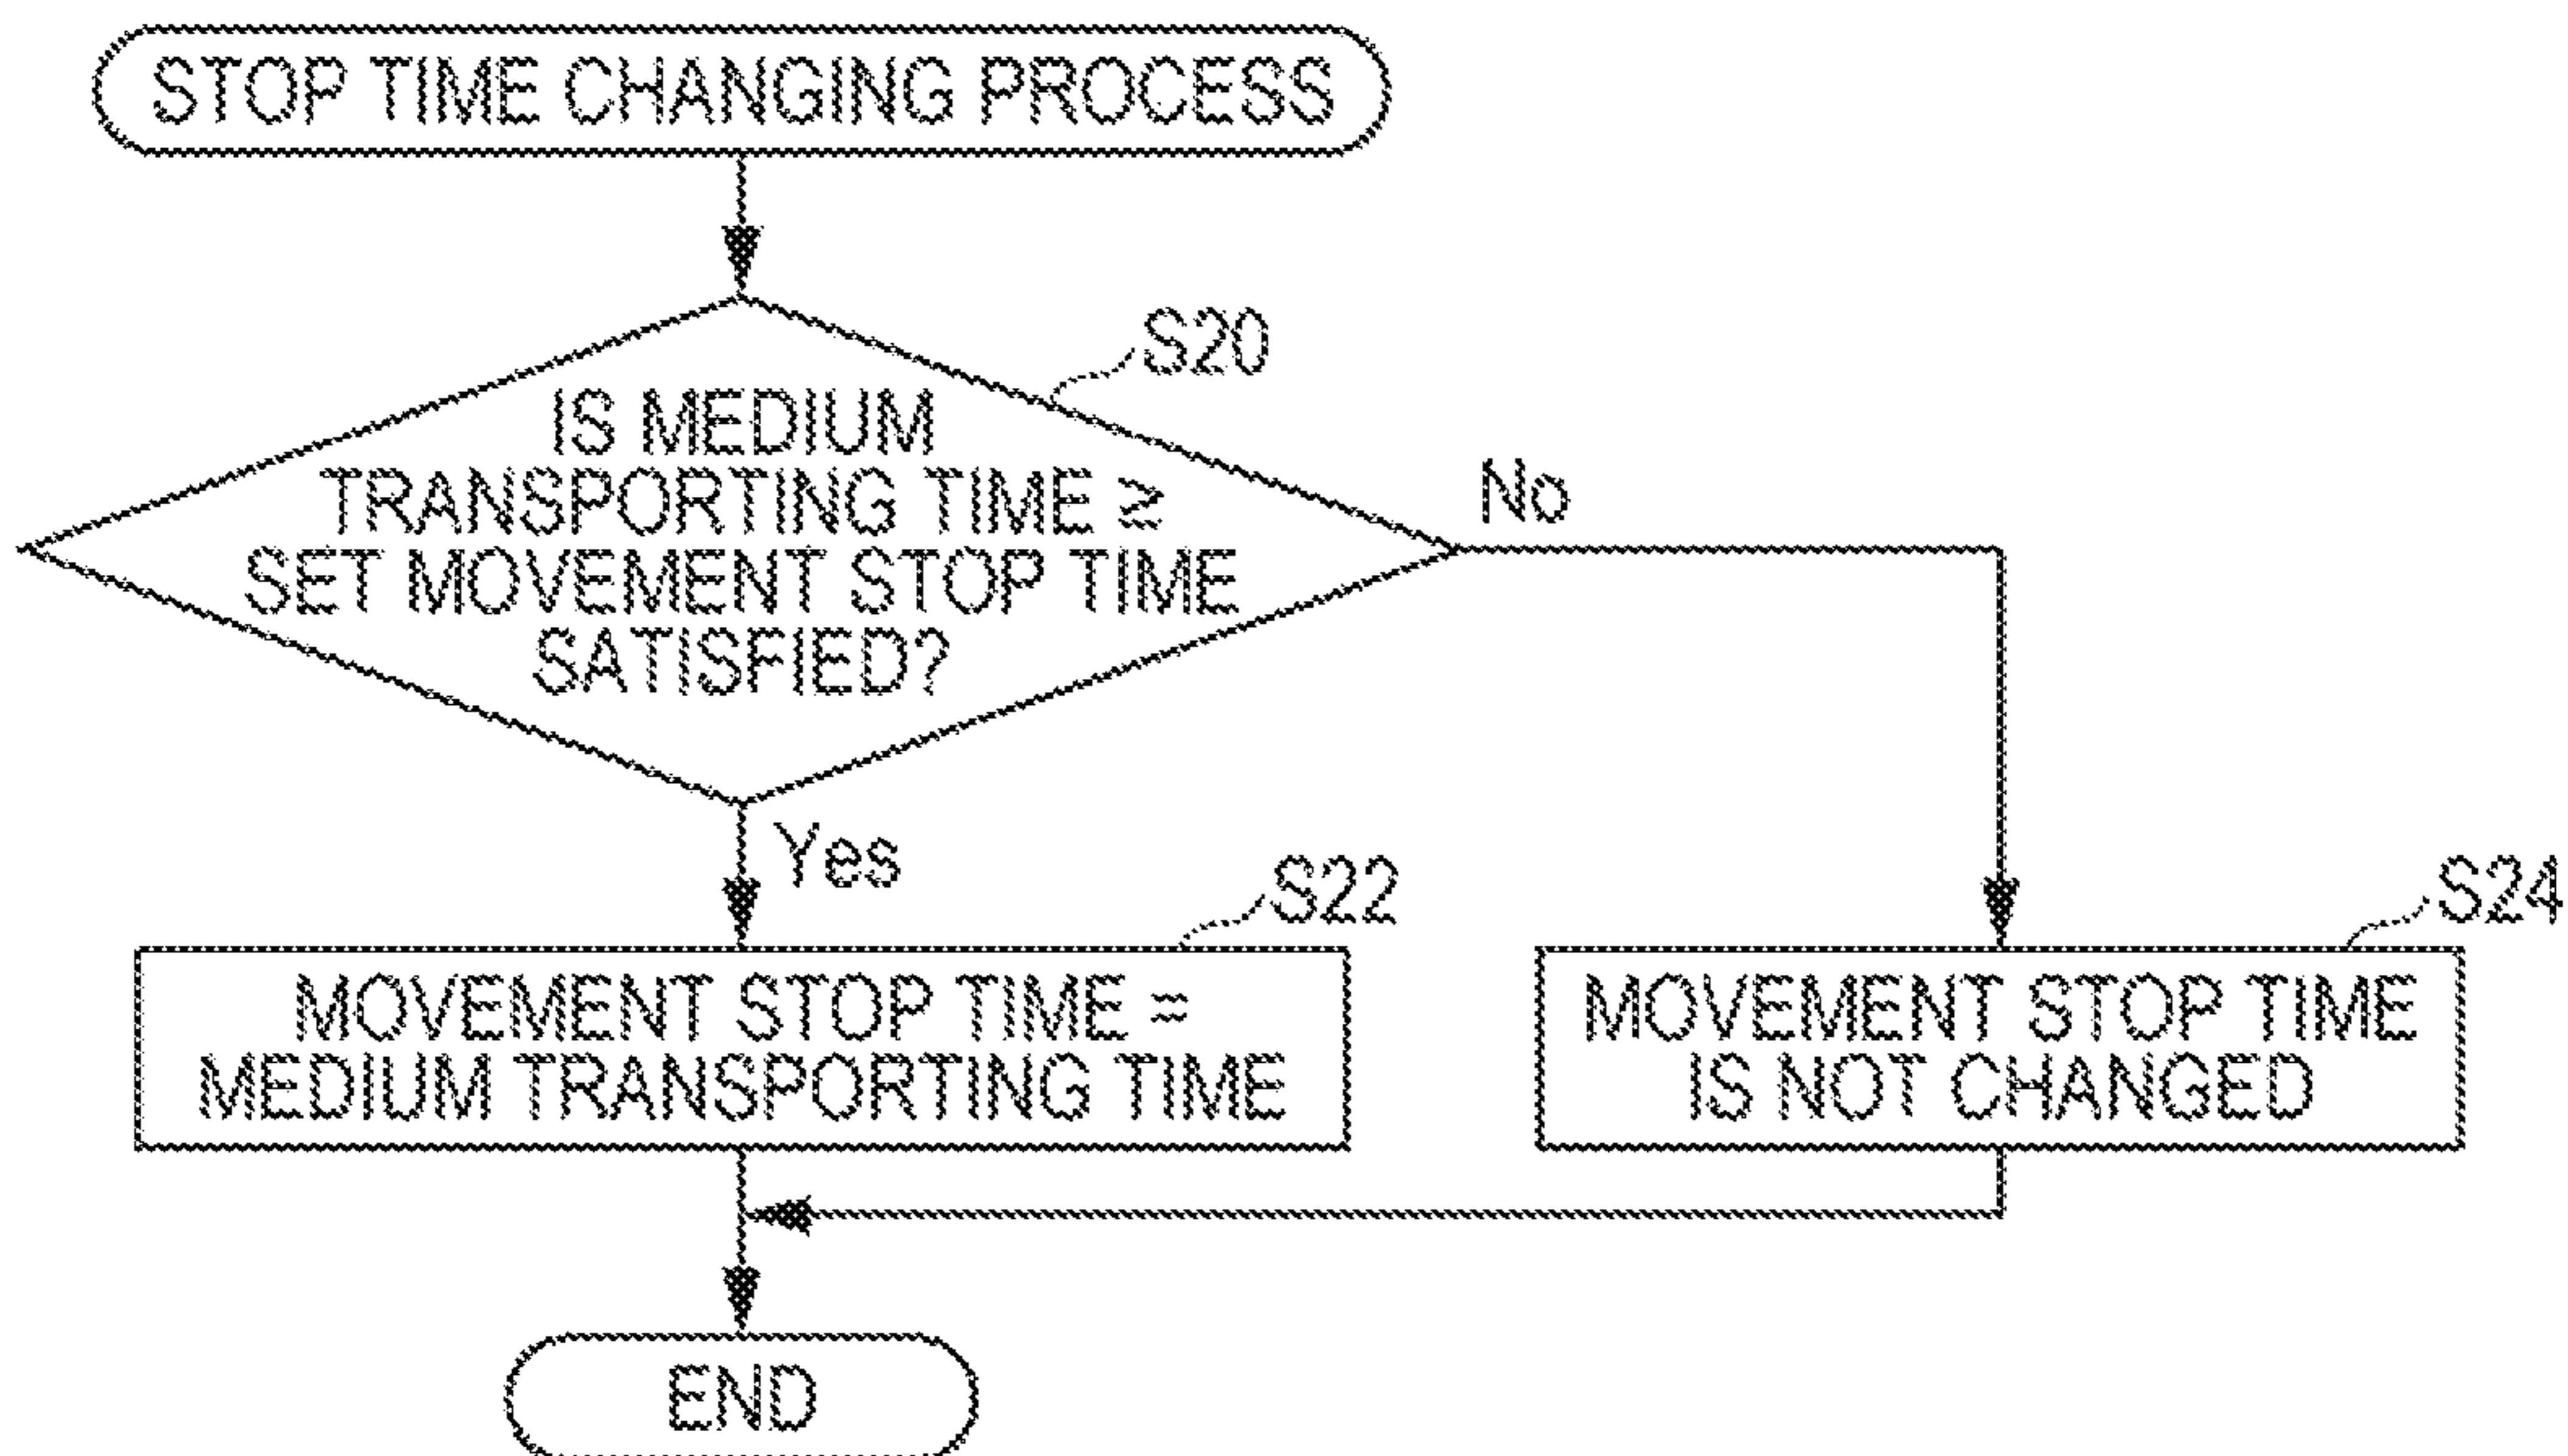 STOP TIME CHANGING PROCESS
S20
IS MEDIUM
TRANSPORTING TIME ≥
SET MOVEMENT STOP TIME
SATISFIED?
No
Yes
S22
MOVEMENT STOP TIME =
MEDIUM TRANSPORTING TIME
S24
MOVEMENT STOP TIME
IS NOT CHANGED
END